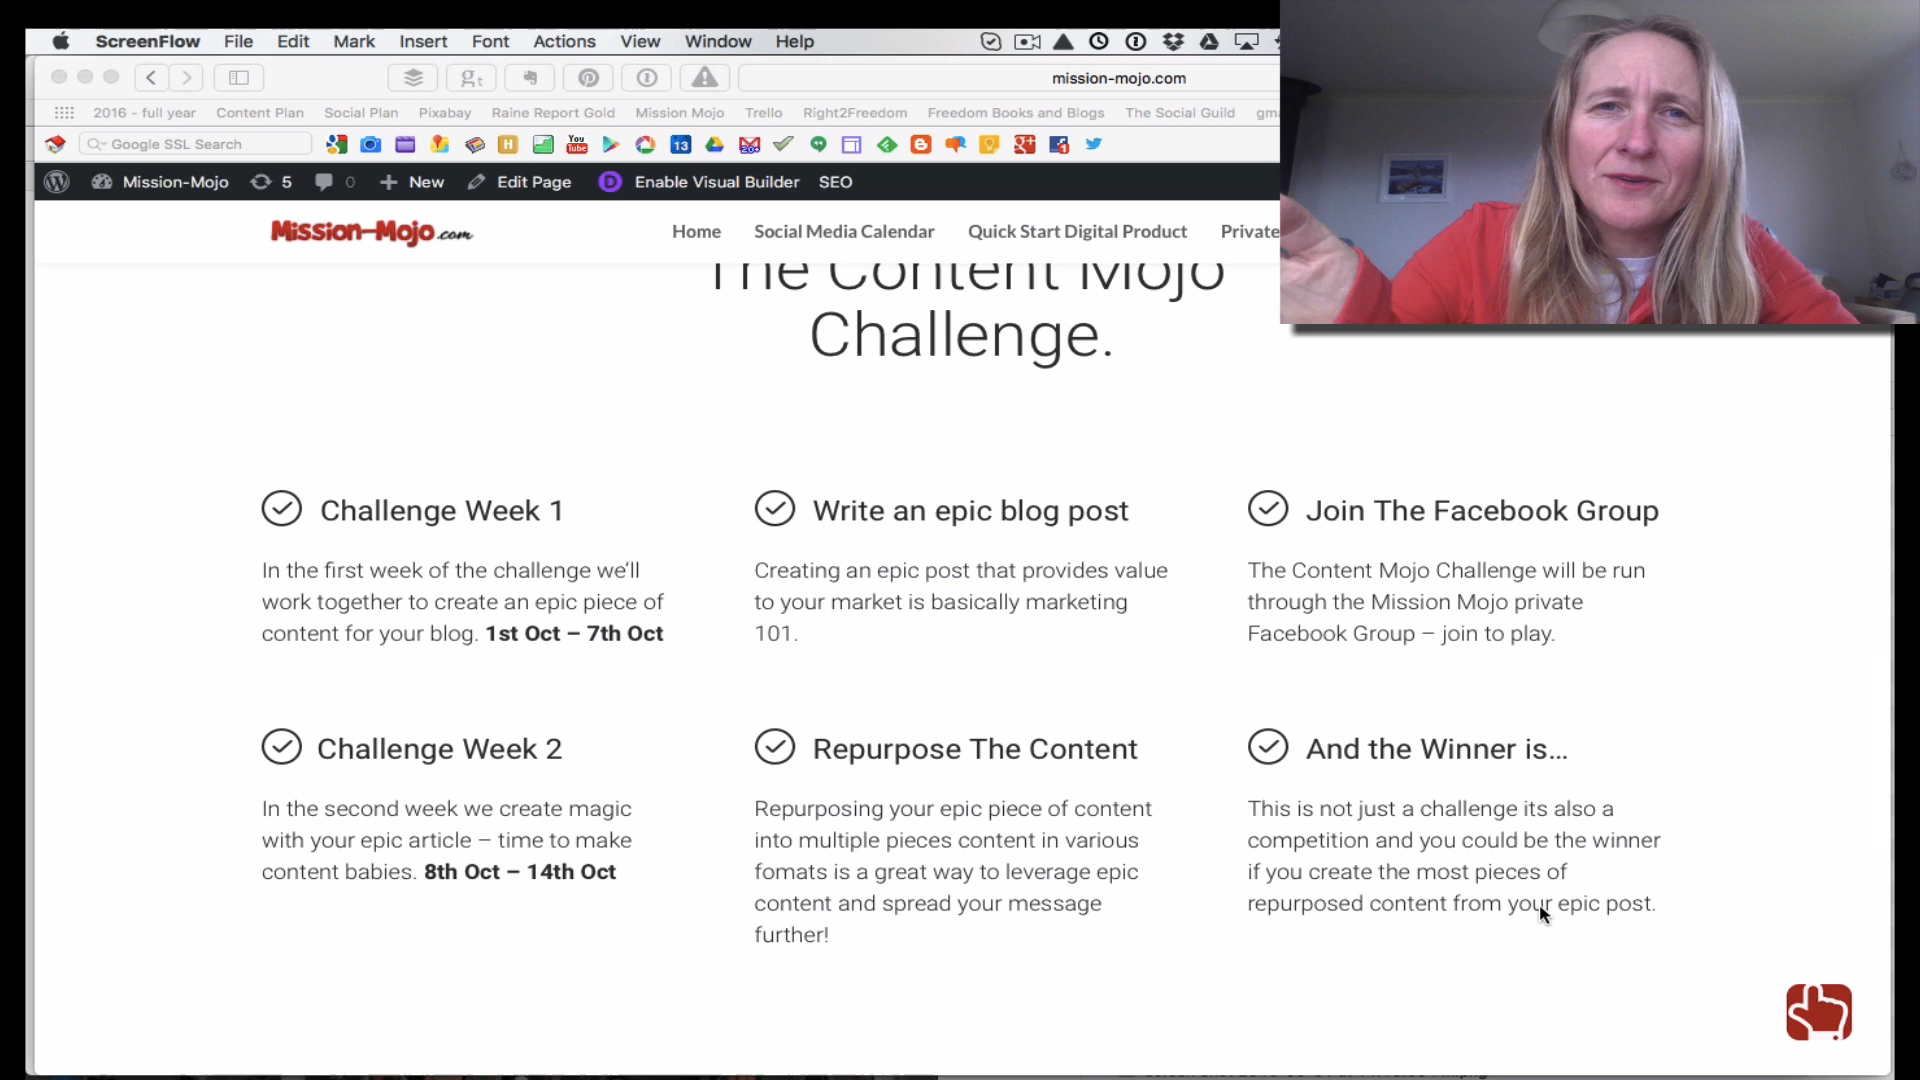 ScreenFlow File Edit Mark Insert Font Actions View Window Help
mission-mojo.com
2016 - full year Content Plan Social Plan Pixabay Raine Report Gold Mission Mojo Trello Right2Freedom Freedom Books and Blogs The Social Guild
Google SSL Search
Mission-Mojo 5 0 New Edit Page Enable Visual Builder SEO
Mission-Mojo.com Home Social Media Calendar Quick Start Digital Product Private
The Content Mojo
Challenge.
Challenge Week 1
In the first week of the challenge we'll
work together to create an epic piece of
content for your blog. 1st Oct – 7th Oct
Write an epic blog post
Creating an epic post that provides value
to your market is basically marketing
101.
Join The Facebook Group
The Content Mojo Challenge will be run
through the Mission Mojo private
Facebook Group – join to play.
Challenge Week 2
In the second week we create magic
with your epic article – time to make
content babies. 8th Oct – 14th Oct
Repurpose The Content
Repurposing your epic piece of content
into multiple pieces content in various
fomats is a great way to leverage epic
content and spread your message
further!
And the Winner is...
This is not just a challenge its also a
competition and you could be the winner
if you create the most pieces of
repurposed content from your epic post.